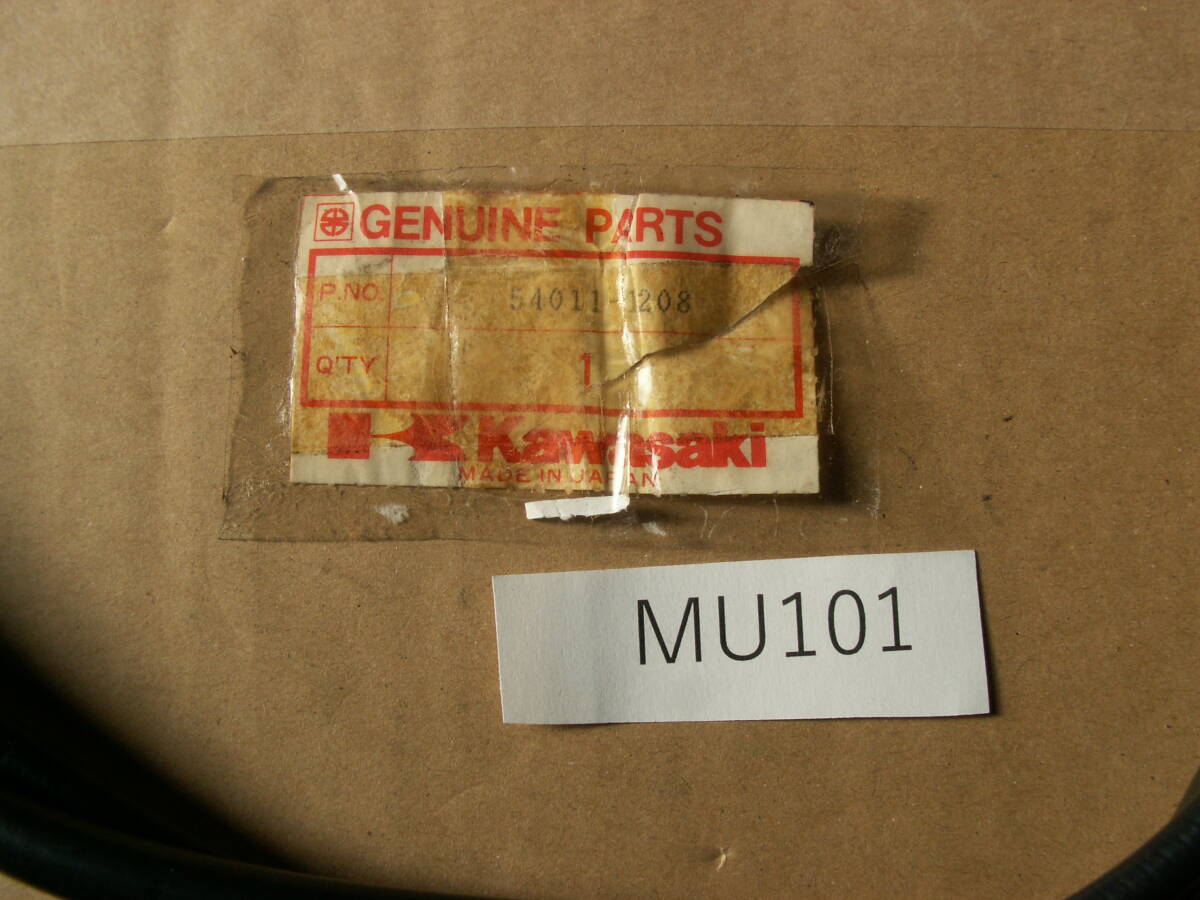 GENUINE PARTS
P.NO. 54011-1208
Q'TY 1
Kawasaki
MADE IN JAPAN
MU101